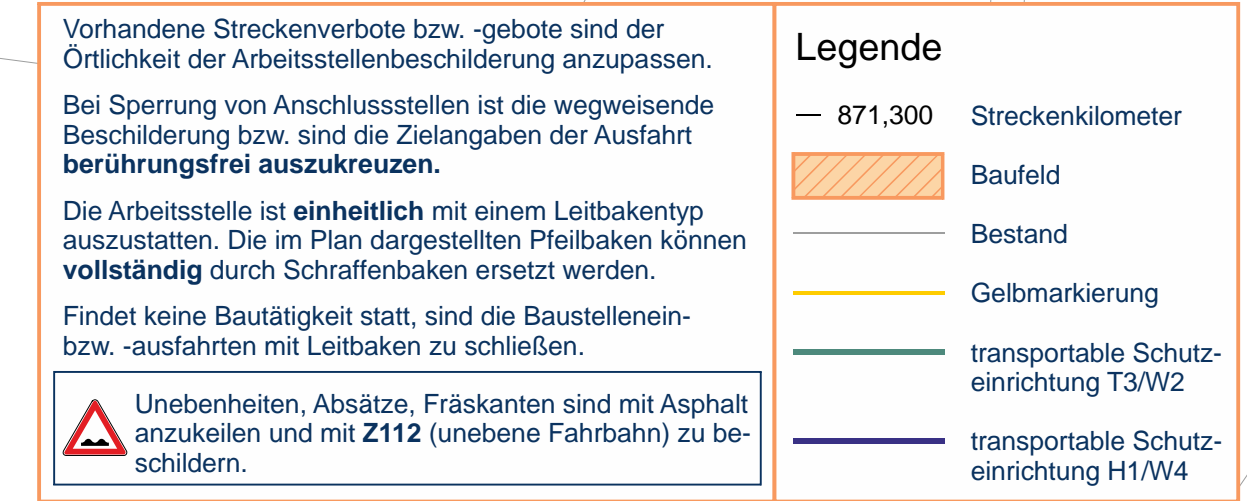 Vorhandene Streckenverbote bzw. -gebote sind der
Örtlichkeit der Arbeitsstellenbeschilderung anzupassen.
Bei Sperrung von Anschlussstellen ist die wegweisende
Beschilderung bzw. sind die Zielangaben der Ausfahrt
berührungsfrei auszukreuzen.
Die Arbeitsstelle ist einheitlich mit einem Leitbakentyp
auszustatten. Die im Plan dargestellten Pfeilbaken können
vollständig durch Schraffenbaken ersetzt werden.
Findet keine Bautätigkeit statt, sind die Baustellenein-
bzw. -ausfahrten mit Leitbaken zu schließen.
Unebenheiten, Absätze, Fräskanten sind mit Asphalt
anzukeilen und mit Z112 (unebene Fahrbahn) zu be-
schildern.
Legende
871,300 Streckenkilometer
Baufeld
Bestand
Gelbmarkierung
transportable Schutz-
einrichtung T3/W2
transportable Schutz-
einrichtung H1/W4